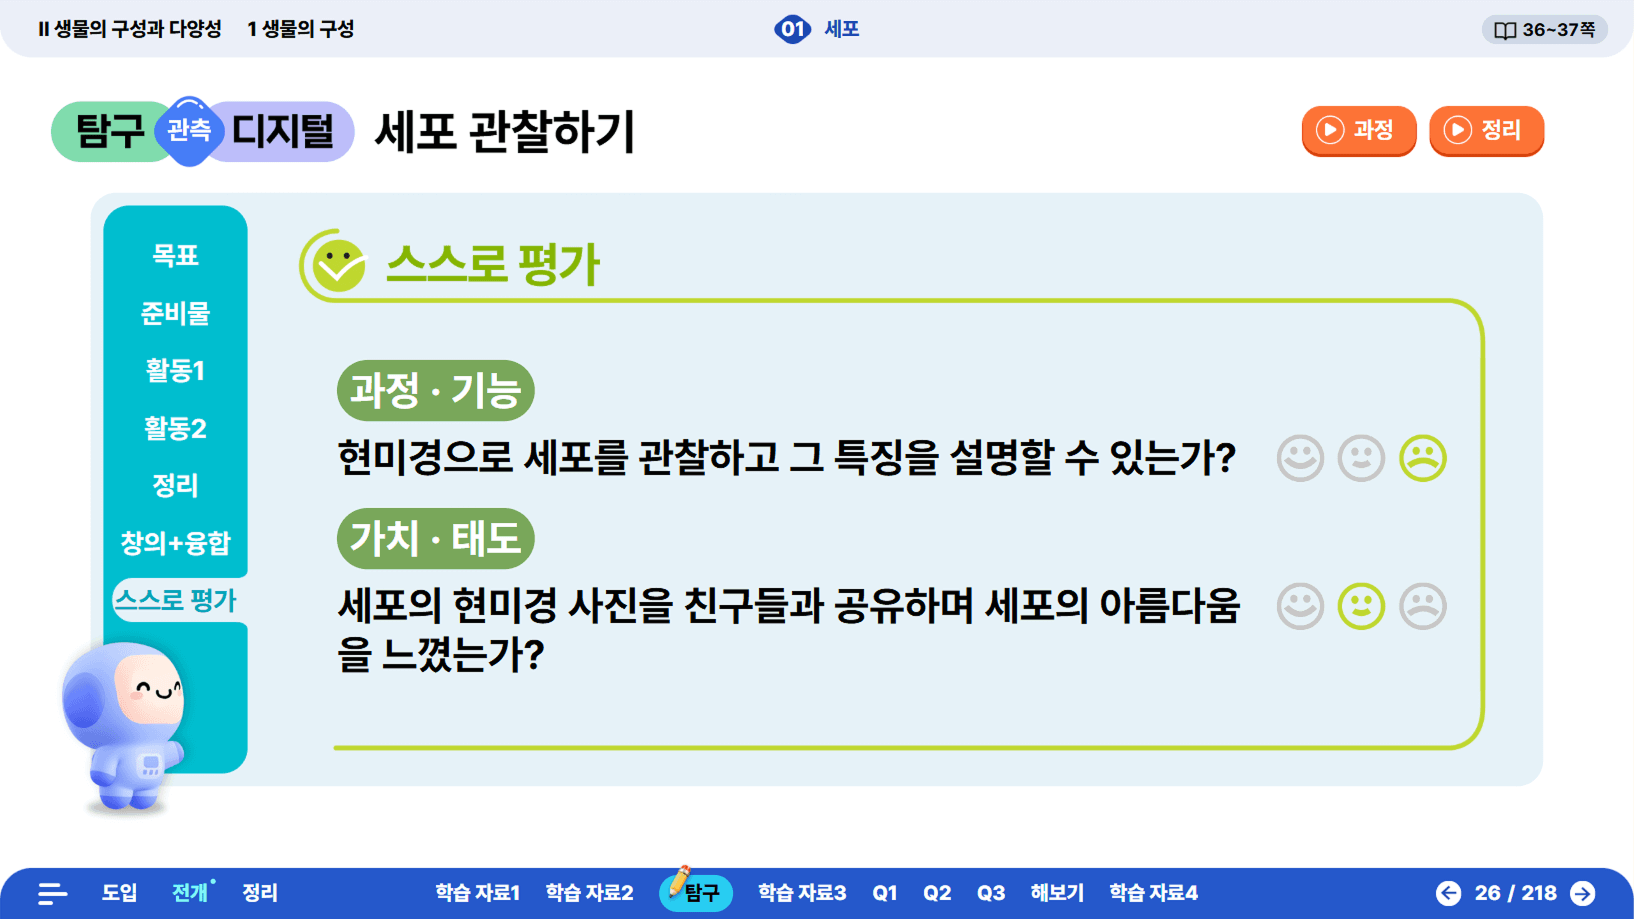 II 생물의 구성과 다양성 1 생물의 구성
01 세포
36~37쪽
탐구 관측 디지털 세포 관찰하기
과정 정리
목표
준비물
활동1
활동2
정리
창의+융합
스스로 평가
스스로 평가
과정 · 기능
현미경으로 세포를 관찰하고 그 특징을 설명할 수 있는가?
가치 · 태도
세포의 현미경 사진을 친구들과 공유하며 세포의 아름다움
을 느꼈는가?
도입 전개 정리 학습 자료1 학습 자료2 탐구 학습 자료3 Q1 Q2 Q3 해보기 학습 자료4 26 / 218